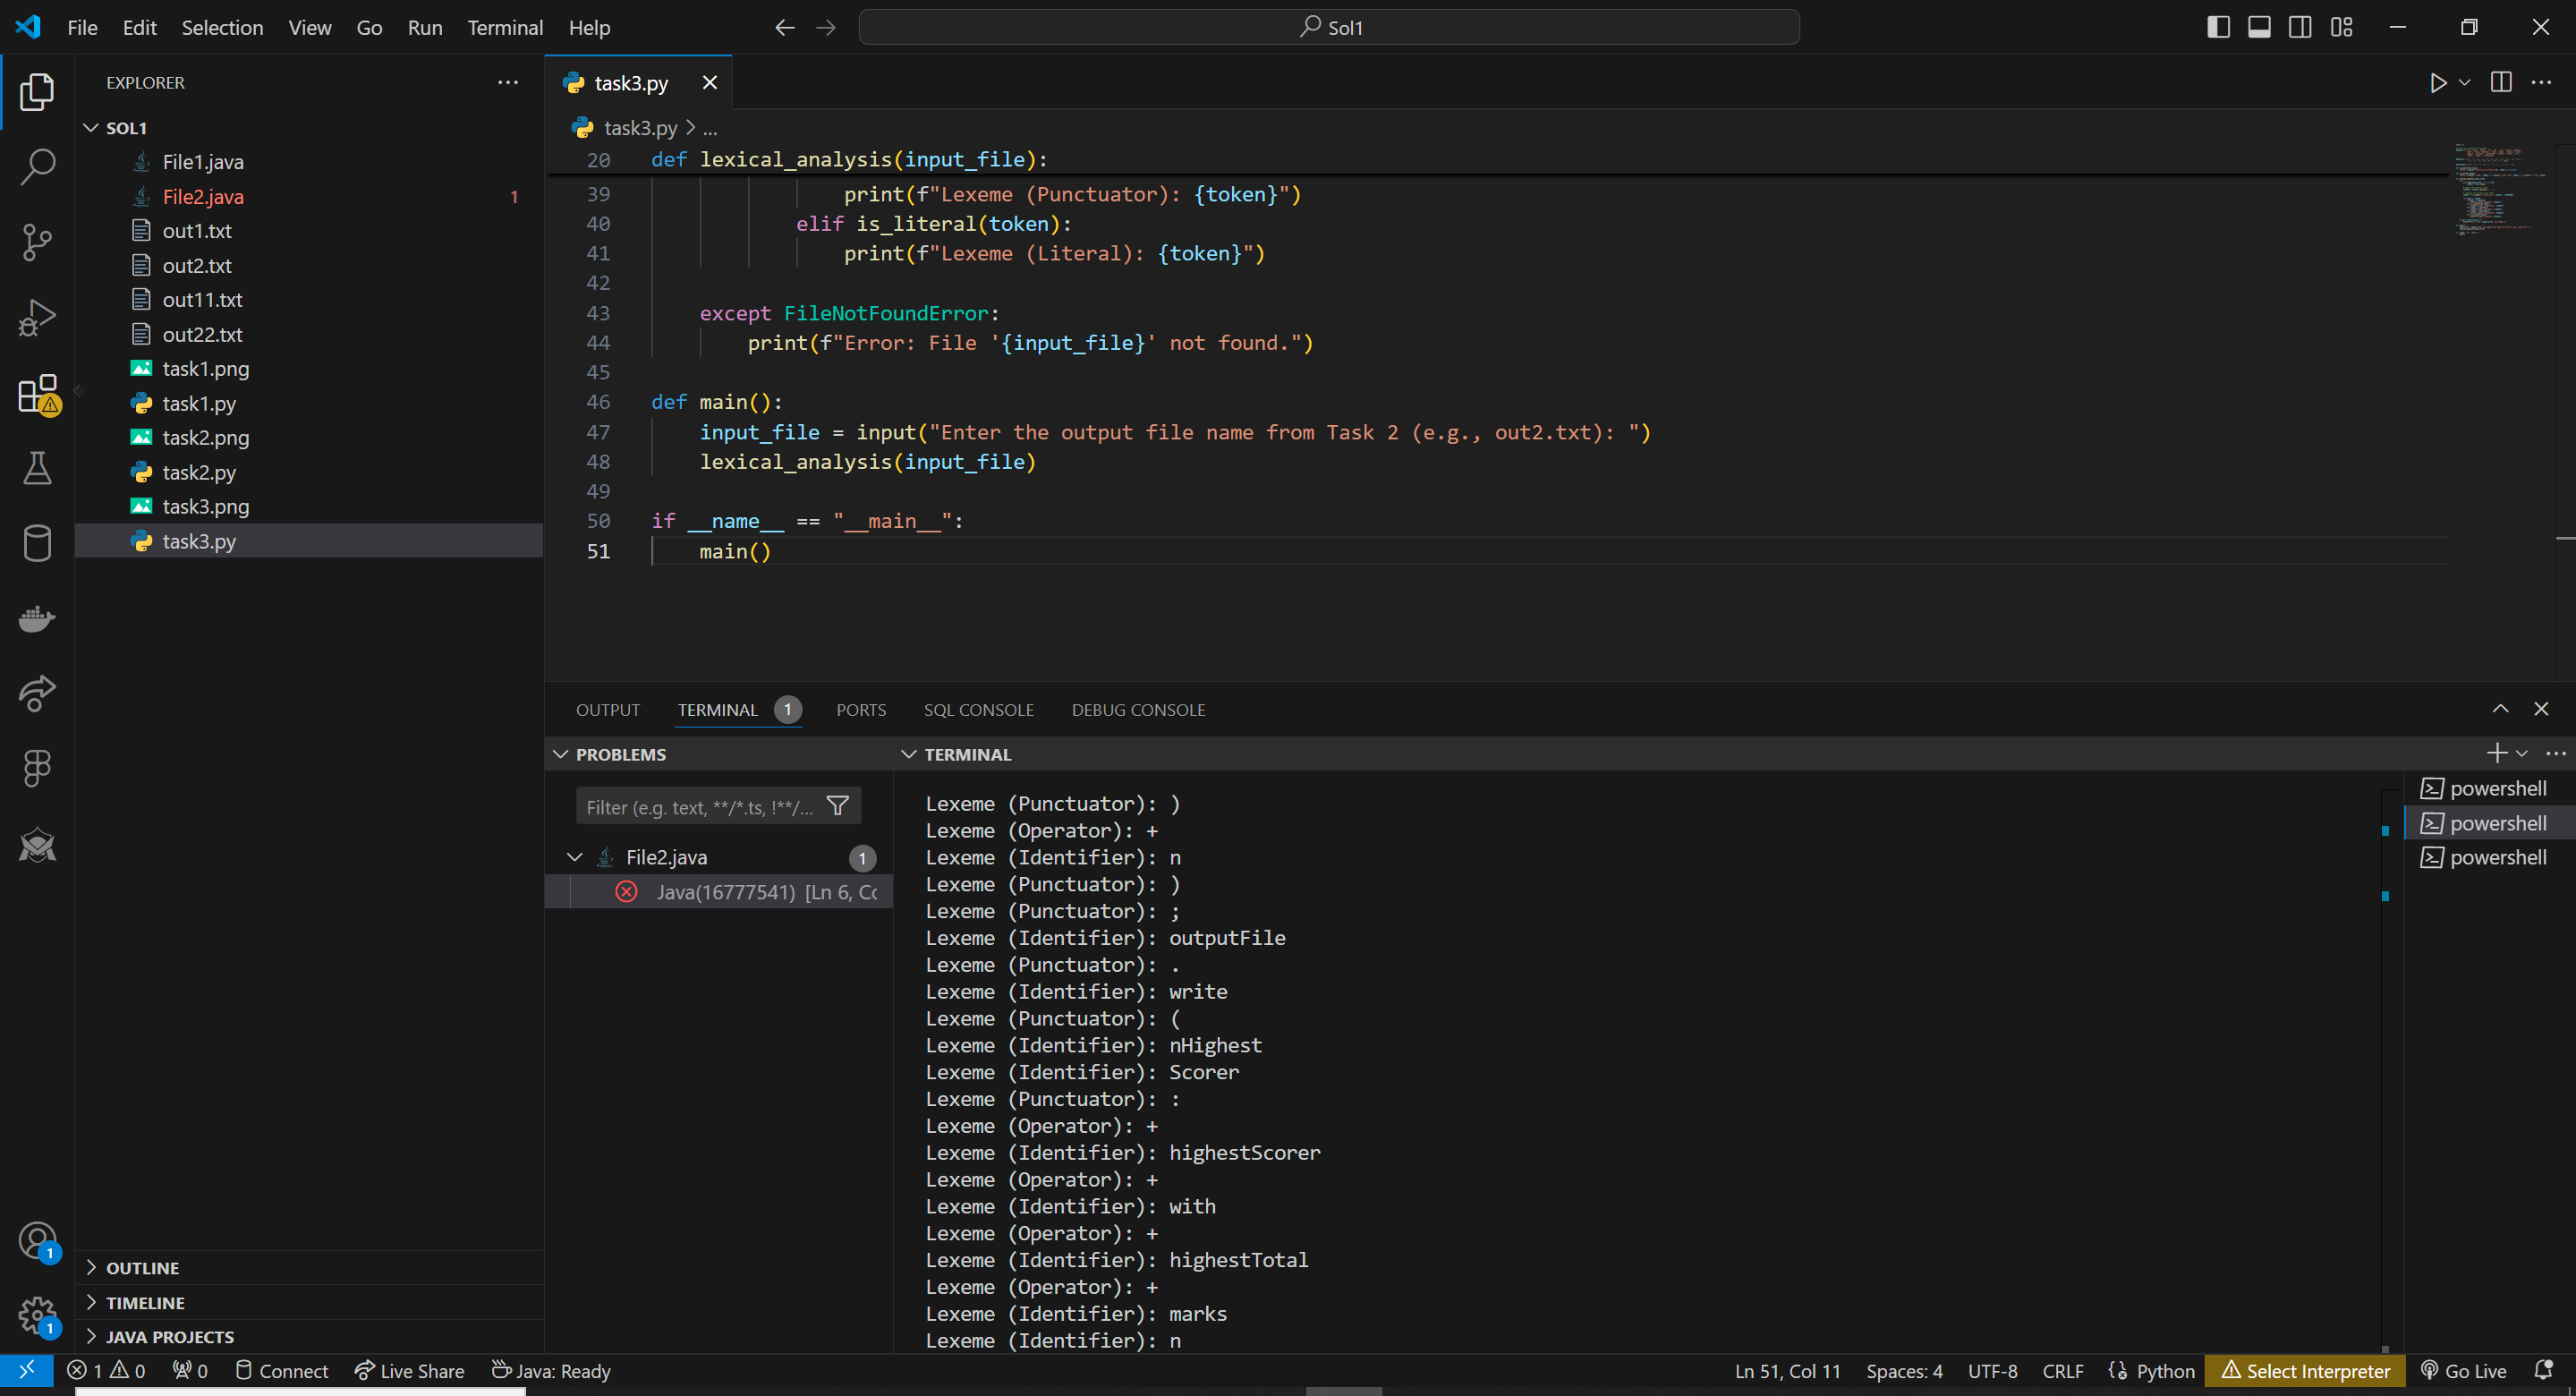 File Edit Selection View Go Run Terminal Help
Sol1
EXPLORER
SOL1
File1.java
File2.java 1
out1.txt
out2.txt
out11.txt
out22.txt
task1.png
task1.py
task2.png
task2.py
task3.png
task3.py
OUTLINE
TIMELINE
JAVA PROJECTS
task3.py
task3.py > ...
20 def lexical_analysis(input_file):
39 print(f"Lexeme (Punctuator): {token}")
40 elif is_literal(token):
41 print(f"Lexeme (Literal): {token}")
42
43 except FileNotFoundError:
44 print(f"Error: File '{input_file}' not found.")
45
46 def main():
47 input_file = input("Enter the output file name from Task 2 (e.g., out2.txt): ")
48 lexical_analysis(input_file)
49
50 if __name__ == "__main__":
51 main()
OUTPUT TERMINAL 1 PORTS SQL CONSOLE DEBUG CONSOLE
PROBLEMS
Filter (e.g. text, **/*.ts, !**/...
File2.java 1
Java(16777541) [Ln 6, Cc
TERMINAL
Lexeme (Punctuator): )
Lexeme (Operator): +
Lexeme (Identifier): n
Lexeme (Punctuator): )
Lexeme (Punctuator): ;
Lexeme (Identifier): outputFile
Lexeme (Punctuator): .
Lexeme (Identifier): write
Lexeme (Punctuator): (
Lexeme (Identifier): nHighest
Lexeme (Identifier): Scorer
Lexeme (Punctuator): :
Lexeme (Operator): +
Lexeme (Identifier): highestScorer
Lexeme (Operator): +
Lexeme (Identifier): with
Lexeme (Operator): +
Lexeme (Identifier): highestTotal
Lexeme (Operator): +
Lexeme (Identifier): marks
Lexeme (Identifier): n
powershell
powershell
powershell
1
1
1 0 0 Connect Live Share Java: Ready
Ln 51, Col 11 Spaces: 4 UTF-8 CRLF Python Select Interpreter Go Live